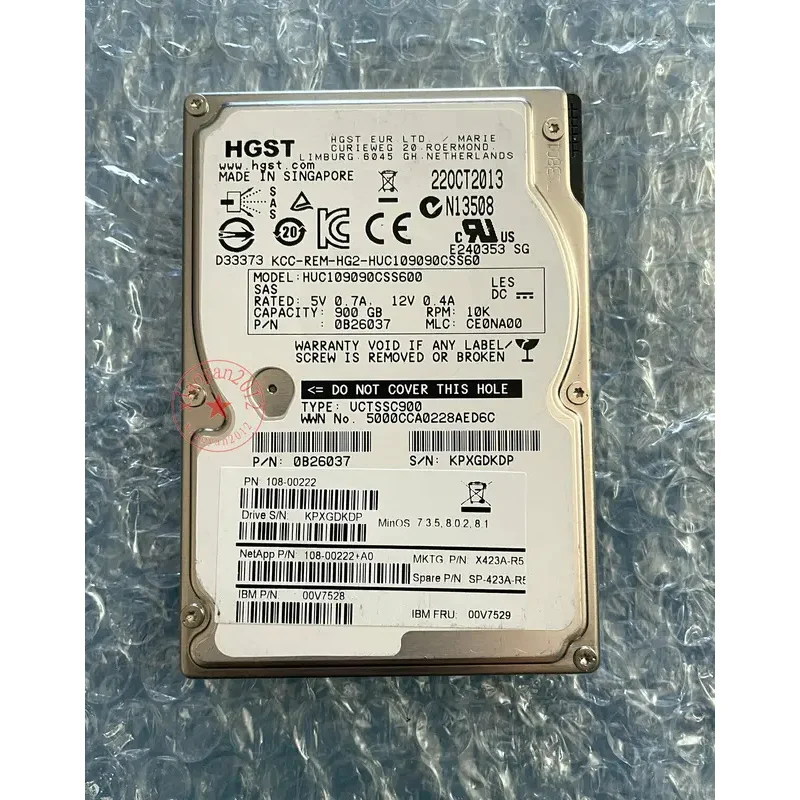 HGST
HGST EUR LTD. / MARIE
CURIEWEG 20 ROERMOND,
LIMBURG 6045 GH NETHERLANDS
www.hgst.com
MADE IN SINGAPORE
22OCT2013
SAS
N13508
20
CE
c RU US
E240353 SG
D33373 KCC-REM-HG2-HUC109090CSS60
MODEL:HUC109090CSS600
SAS
RATED: 5V 0.7A, 12V 0.4A
CAPACITY: 900 GB RPM: 10K
P/N : 0B26037 MLC: CE0NA00
LES
DC
WARRANTY VOID IF ANY LABEL/
SCREW IS REMOVED OR BROKEN
<= DO NOT COVER THIS HOLE
TYPE: UCTSSC900
WWN No. 5000CCA0228AED6C
P/N: 0B26037 S/N: KPXGDKDP
PN 108-00222
Drive S/N: KPXGDKDP
MinOS 7.3.5, 8.0.2, 8.1
NetApp P/N 108-00222+A0
MKTG P/N X423A-R5
Spare P/N SP-423A-R5
IBM P/N 00V7528
IBM FRU: 00V7529